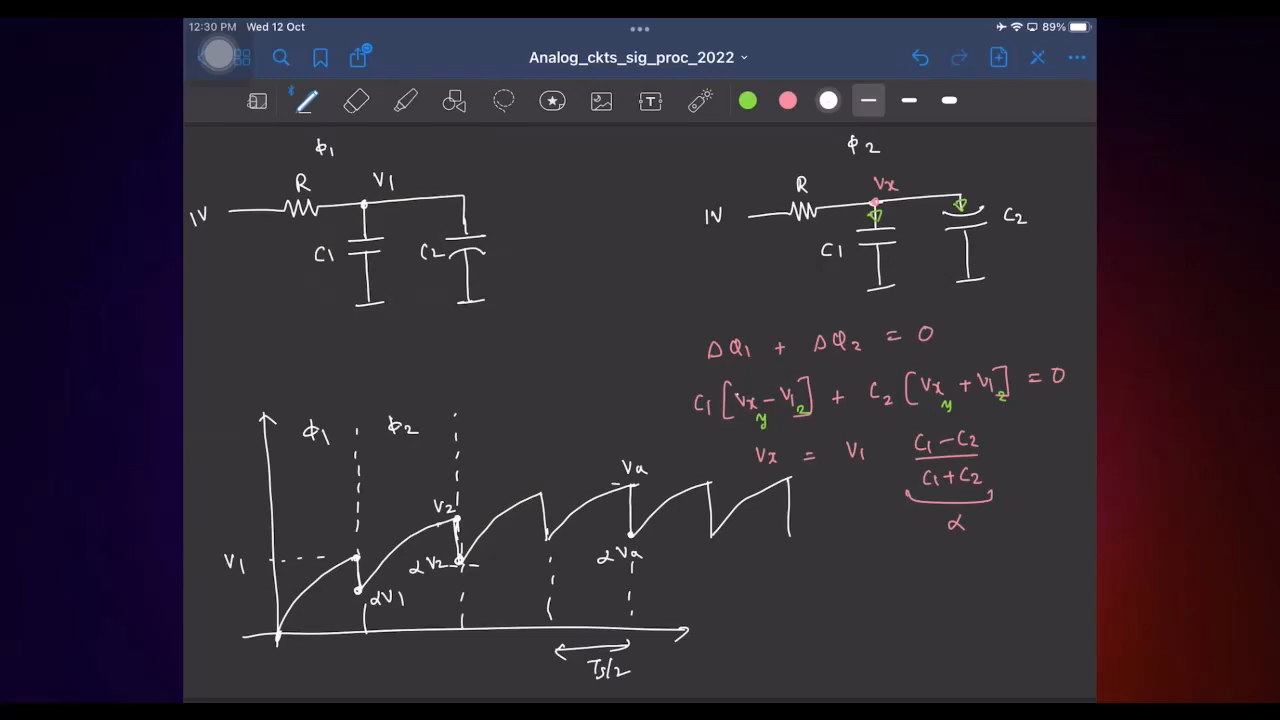 12:30 PM Wed 12 Oct
89%
Analog_ckts_sig_proc_2022
T
ϕ1
R
V1
1V
C1
C2
ϕ2
R
Vx
1V
C1
C2
ΔQ1 + ΔQ2 = 0
C1[Vx - V1] + C2[Vx + V1] = 0
y 2 y 2
Vx = V1 C1 - C2
C1 + C2
α
ϕ1 ϕ2
Va
V2
V1
αV2
αVa
αV1
Ts/2